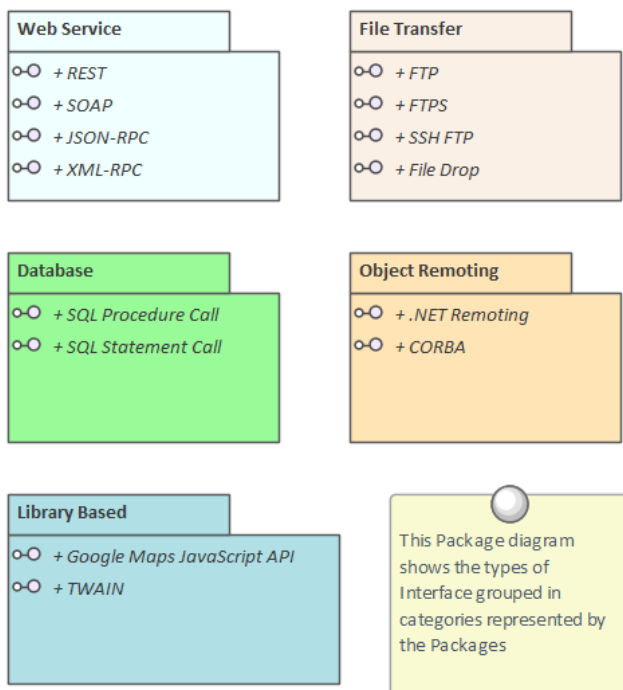 Web Service
+ REST
+ SOAP
+ JSON-RPC
+ XML-RPC
File Transfer
+ FTP
+ FTPS
+ SSH FTP
+ File Drop
Database
+ SQL Procedure Call
+ SQL Statement Call
Object Remoting
+ .NET Remoting
+ CORBA
Library Based
+ Google Maps JavaScript API
+ TWAIN
This Package diagram
shows the types of
Interface grouped in
categories represented by
the Packages